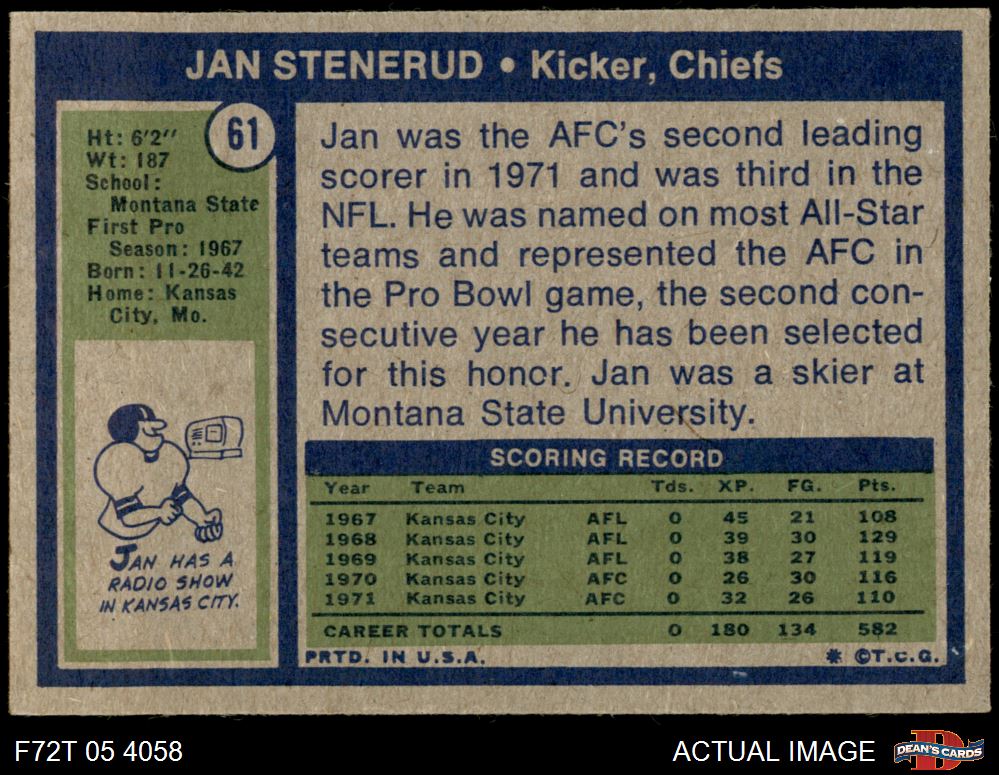 JAN STENERUD • Kicker, Chiefs
61
Ht: 6'2"
Wt: 187
School:
Montana State
First Pro
Season: 1967
Born: 11-26-42
Home: Kansas
City, Mo.
JAN HAS A
RADIO SHOW
IN KANSAS CITY.
Jan was the AFC's second leading
scorer in 1971 and was third in the
NFL. He was named on most All-Star
teams and represented the AFC in
the Pro Bowl game, the second con-
secutive year he has been selected
for this honor. Jan was a skier at
Montana State University.
SCORING RECORD
Year Team Tds. XP. FG. Pts.
1967 Kansas City AFL 0 45 21 108
1968 Kansas City AFL 0 39 30 129
1969 Kansas City AFL 0 38 27 119
1970 Kansas City AFC 0 26 30 116
1971 Kansas City AFC 0 32 26 110
CAREER TOTALS 0 180 134 582
PRTD. IN U.S.A. * ©T.C.G.
F72T 05 4058 ACTUAL IMAGE DEAN'S CARDS